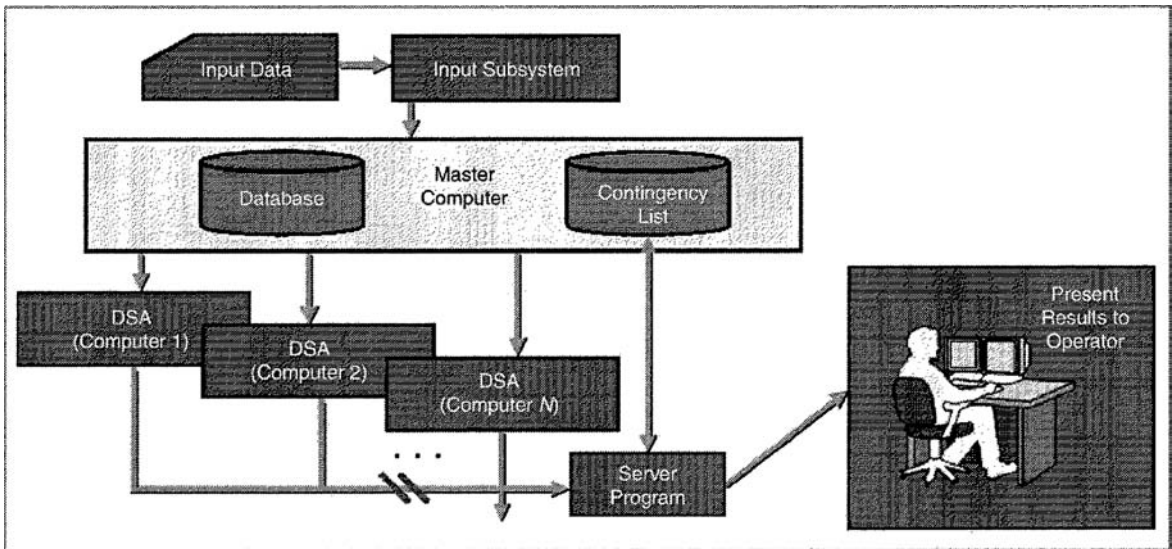 Input Data
Input Subsystem
Master
Computer
Database
Contingency
List
DSA
(Computer 1)
DSA
(Computer 2)
DSA
(Computer N)
. . .
Server
Program
Present
Results to
Operator